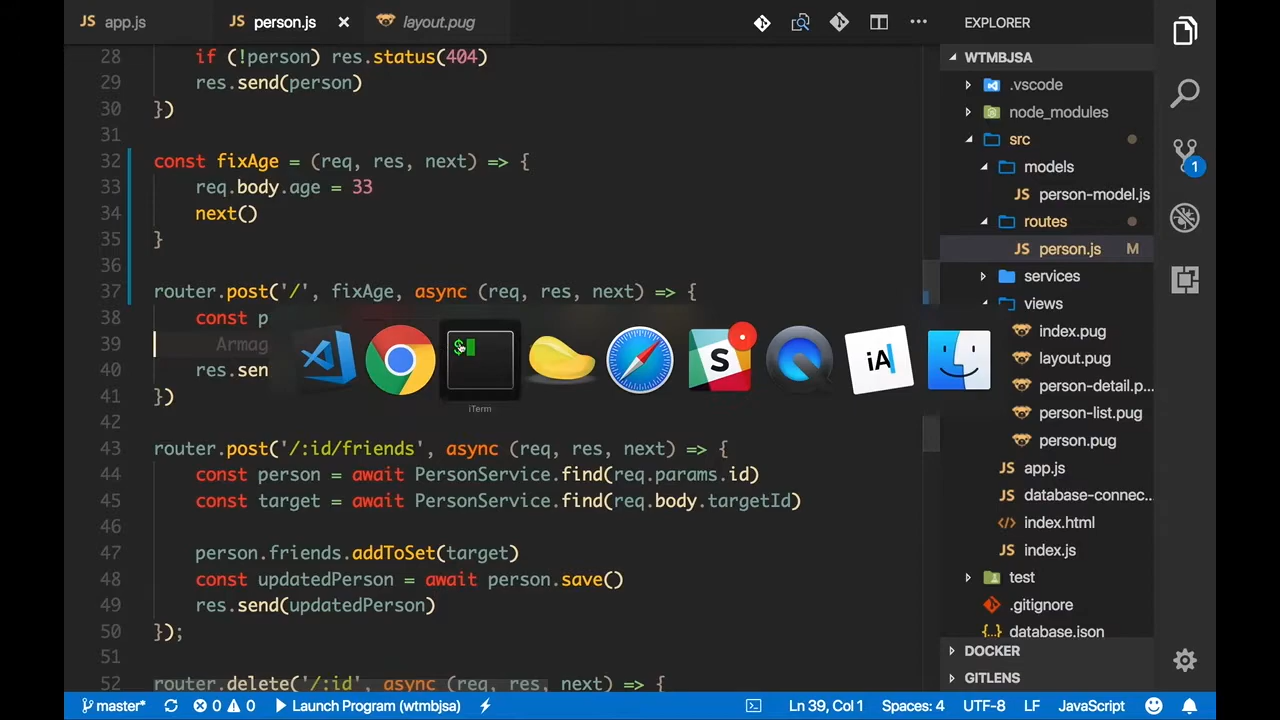 app.js
person.js
layout.pug
EXPLORER
28 if (!person) res.status(404)
29 res.send(person)
30 })
31
32 const fixAge = (req, res, next) => {
33 req.body.age = 33
34 next()
35 }
36
37 router.post('/', fixAge, async (req, res, next) => {
38 const p
39 Armag
40 res.sen
41 })
42
43 router.post('/:id/friends', async (req, res, next) => {
44 const person = await PersonService.find(req.params.id)
45 const target = await PersonService.find(req.body.targetId)
46
47 person.friends.addToSet(target)
48 const updatedPerson = await person.save()
49 res.send(updatedPerson)
50 });
51
52 router.delete('/:id', async (req, res, next) => {
$
S
iA
iTerm
WTMBJSA
.vscode
node_modules
src
models
JS person-model.js
routes
JS person.js M
services
views
index.pug
layout.pug
person-detail.p...
person-list.pug
person.pug
JS app.js
JS database-connec...
<> index.html
JS index.js
test
.gitignore
{..} database.json
DOCKER
GITLENS
1
master* 0 0 Launch Program (wtmbjsa)
Ln 39, Col 1 Spaces: 4 UTF-8 LF JavaScript